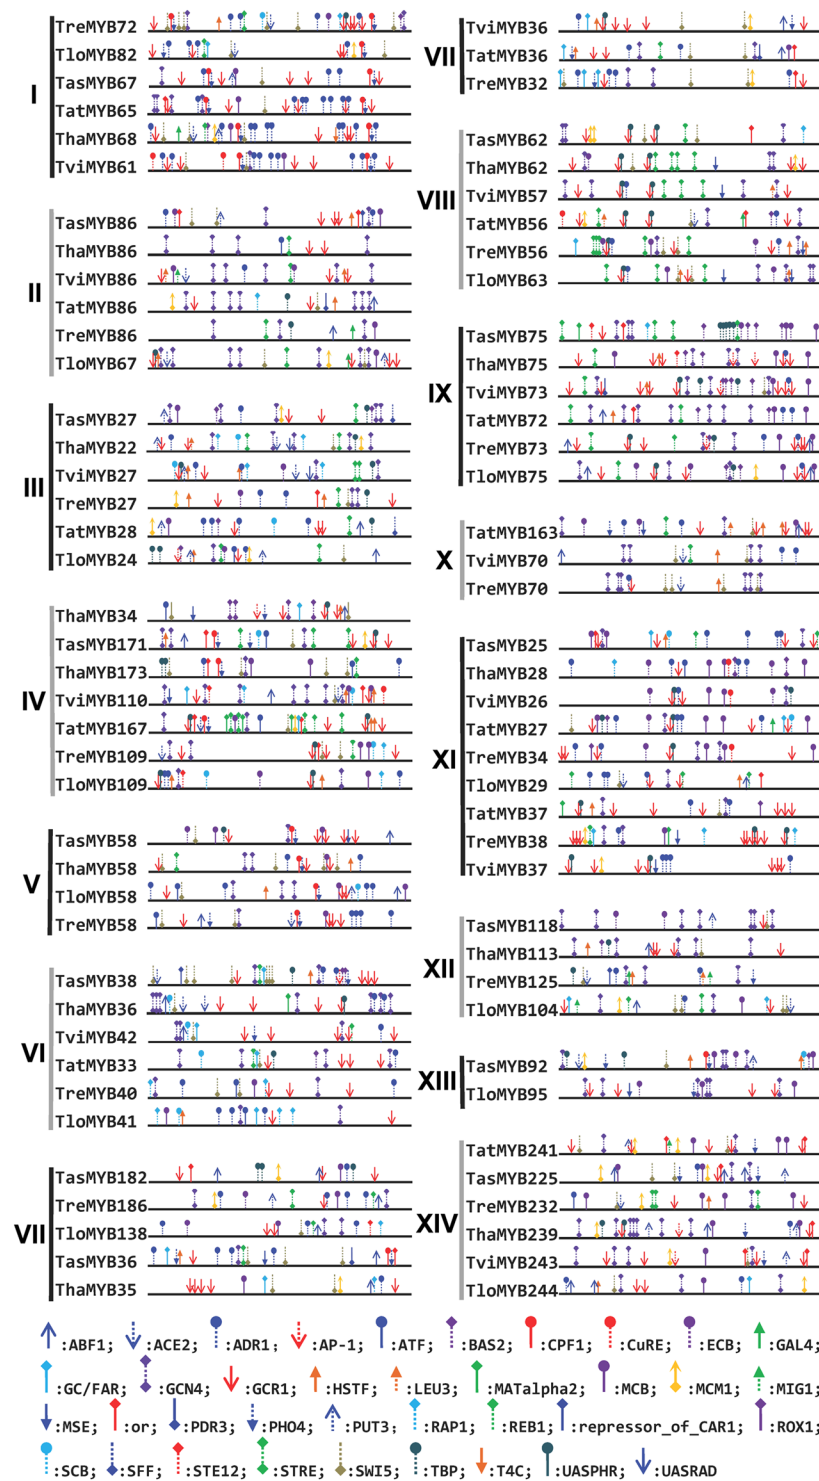 I
TreMYB72
TloMYB82
TasMYB67
TatMYB65
ThaMYB68
TviMYB61
II
TasMYB86
ThaMYB86
TviMYB86
TatMYB86
TreMYB86
TloMYB67
III
TasMYB27
ThaMYB22
TviMYB27
TreMYB27
TatMYB28
TloMYB24
IV
ThaMYB34
TasMYB171
ThaMYB173
TviMYB110
TatMYB167
TreMYB109
TloMYB109
V
TasMYB58
ThaMYB58
TloMYB58
TreMYB58
VI
TasMYB38
ThaMYB36
TviMYB42
TatMYB33
TreMYB40
TloMYB41
VII
TasMYB182
TreMYB186
TloMYB138
TasMYB36
ThaMYB35
VII
TviMYB36
TatMYB36
TreMYB32
VIII
TasMYB62
ThaMYB62
TviMYB57
TatMYB56
TreMYB56
TloMYB63
IX
TasMYB75
ThaMYB75
TviMYB73
TatMYB72
TreMYB73
TloMYB75
X
TatMYB163
TviMYB70
TreMYB70
XI
TasMYB25
ThaMYB28
TviMYB26
TatMYB27
TreMYB34
TloMYB29
TatMYB37
TreMYB38
TviMYB37
XII
TasMYB118
ThaMYB113
TreMYB125
TloMYB104
XIII
TasMYB92
TloMYB95
XIV
TatMYB241
TasMYB225
TreMYB232
ThaMYB239
TviMYB243
TloMYB244
:ABF1; :ACE2; :ADR1; :AP-1; :ATF; :BAS2; :CPF1; :CuRE; :ECB; :GAL4;
:GC/FAR; :GCN4; :GCR1; :HSTF; :LEU3; :MATalpha2; :MCB; :MCM1; :MIG1;
:MSE; :or; :PDR3; :PHO4; :PUT3; :RAP1; :REB1; :repressor_of_CAR1; :ROX1;
:SCB; :SFF; :STE12; :STRE; :SWI5; :TBP; :T4C; :UASPHR; :UASRAD